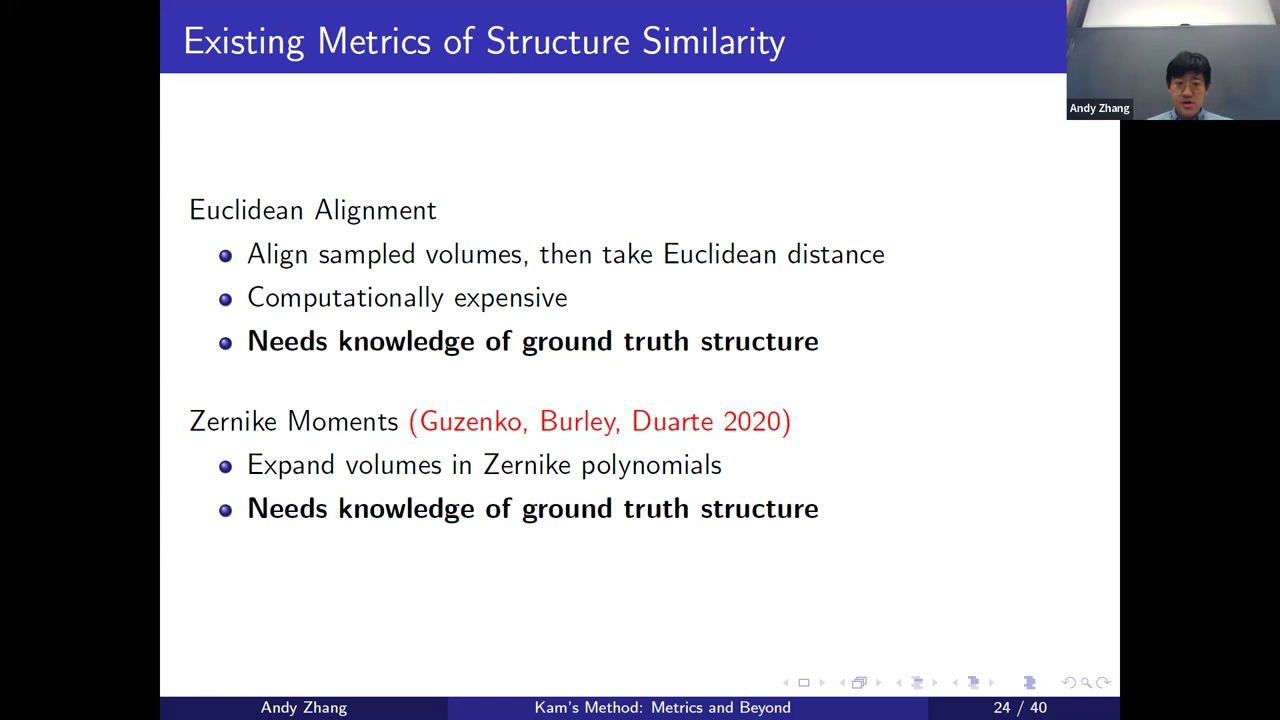 Existing Metrics of Structure Similarity
Andy Zhang
Euclidean Alignment
Align sampled volumes, then take Euclidean distance
Computationally expensive
Needs knowledge of ground truth structure
Zernike Moments (Guzenko, Burley, Duarte 2020)
Expand volumes in Zernike polynomials
Needs knowledge of ground truth structure
Andy Zhang
Kam's Method: Metrics and Beyond
24 / 40